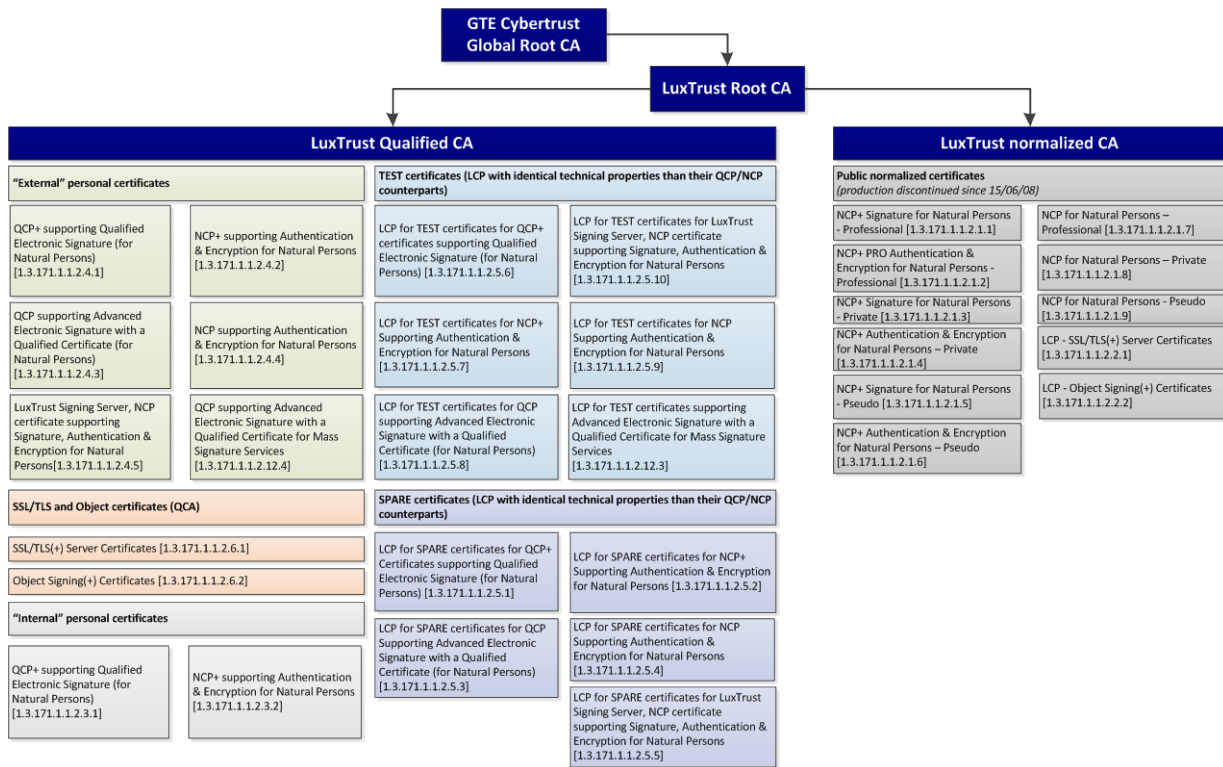 GTE Cybertrust
Global Root CA
LuxTrust Root CA
LuxTrust Qualified CA
"External" personal certificates
QCP+ supporting Qualified
Electronic Signature (for
Natural Persons)
[1.3.171.1.1.2.4.1]
NCP+ supporting Authentication
& Encryption for Natural Persons
[1.3.171.1.1.2.4.2]
QCP supporting Advanced
Electronic Signature with a
Qualified Certificate (for
Natural Persons)
[1.3.171.1.1.2.4.3]
NCP supporting Authentication
& Encryption for Natural Persons
[1.3.171.1.1.2.4.4]
LuxTrust Signing Server, NCP
certificate supporting
Signature, Authentication &
Encryption for Natural
Persons[1.3.171.1.1.2.4.5]
QCP supporting Advanced
Electronic Signature with a
Qualified Certificate for Mass
Signature Services
[1.3.171.1.1.2.12.4]
SSL/TLS and Object certificates (QCA)
SSL/TLS(+) Server Certificates [1.3.171.1.1.2.6.1]
Object Signing(+) Certificates [1.3.171.1.1.2.6.2]
"Internal" personal certificates
QCP+ supporting Qualified
Electronic Signature (for
Natural Persons)
[1.3.171.1.1.2.3.1]
NCP+ supporting Authentication
& Encryption for Natural Persons
[1.3.171.1.1.2.3.2]
TEST certificates (LCP with identical technical properties than their QCP/NCP
counterparts)
LCP for TEST certificates for QCP+
certificates supporting Qualified
Electronic Signature (for Natural
Persons) [1.3.171.1.1.2.5.6]
LCP for TEST certificates for LuxTrust
Signing Server, NCP certificate
supporting Signature, Authentication &
Encryption for Natural Persons
[1.3.171.1.1.2.5.10]
LCP for TEST certificates for NCP+
Supporting Authentication &
Encryption for Natural Persons
[1.3.171.1.1.2.5.7]
LCP for TEST certificates for NCP
Supporting Authentication &
Encryption for Natural Persons
[1.3.171.1.1.2.5.9]
LCP for TEST certificates for QCP
supporting Advanced Electronic
Signature with a Qualified
Certificate (for Natural Persons)
[1.3.171.1.1.2.5.8]
LCP for TEST certificates supporting
Advanced Electronic Signature with a
Qualified Certificate for Mass Signature
Services
[1.3.171.1.1.2.12.3]
SPARE certificates (LCP with identical technical properties than their QCP/NCP
counterparts)
LCP for SPARE certificates for QCP+
Certificates supporting Qualified
Electronic Signature (for Natural
Persons) [1.3.171.1.1.2.5.1]
LCP for SPARE certificates for NCP+
Supporting Authentication & Encryption
for Natural Persons [1.3.171.1.1.2.5.2]
LCP for SPARE certificates for QCP
Supporting Advanced Electronic
Signature with a Qualified
Certificate (for Natural Persons)
[1.3.171.1.1.2.5.3]
LCP for SPARE certificates for NCP
Supporting Authentication &
Encryption for Natural Persons
[1.3.171.1.1.2.5.4]
LCP for SPARE certificates for LuxTrust
Signing Server, NCP certificate
supporting Signature, Authentication &
Encryption for Natural Persons
[1.3.171.1.1.2.5.5]
LuxTrust normalized CA
Public normalized certificates
(production discontinued since 15/06/08)
NCP+ Signature for Natural Persons
- Professional [1.3.171.1.1.2.1.1]
NCP for Natural Persons –
Professional [1.3.171.1.1.2.1.7]
NCP+ PRO Authentication &
Encryption for Natural Persons -
Professional [1.3.171.1.1.2.1.2]
NCP for Natural Persons – Private
[1.3.171.1.1.2.1.8]
NCP+ Signature for Natural Persons
- Private [1.3.171.1.1.2.1.3]
NCP for Natural Persons - Pseudo
[1.3.171.1.1.2.1.9]
NCP+ Authentication & Encryption
for Natural Persons – Private
[1.3.171.1.1.2.1.4]
LCP - SSL/TLS(+) Server Certificates
[1.3.171.1.1.2.2.1]
NCP+ Signature for Natural Persons
- Pseudo [1.3.171.1.1.2.1.5]
LCP - Object Signing(+) Certificates
[1.3.171.1.1.2.2.2]
NCP+ Authentication & Encryption
for Natural Persons – Pseudo
[1.3.171.1.1.2.1.6]